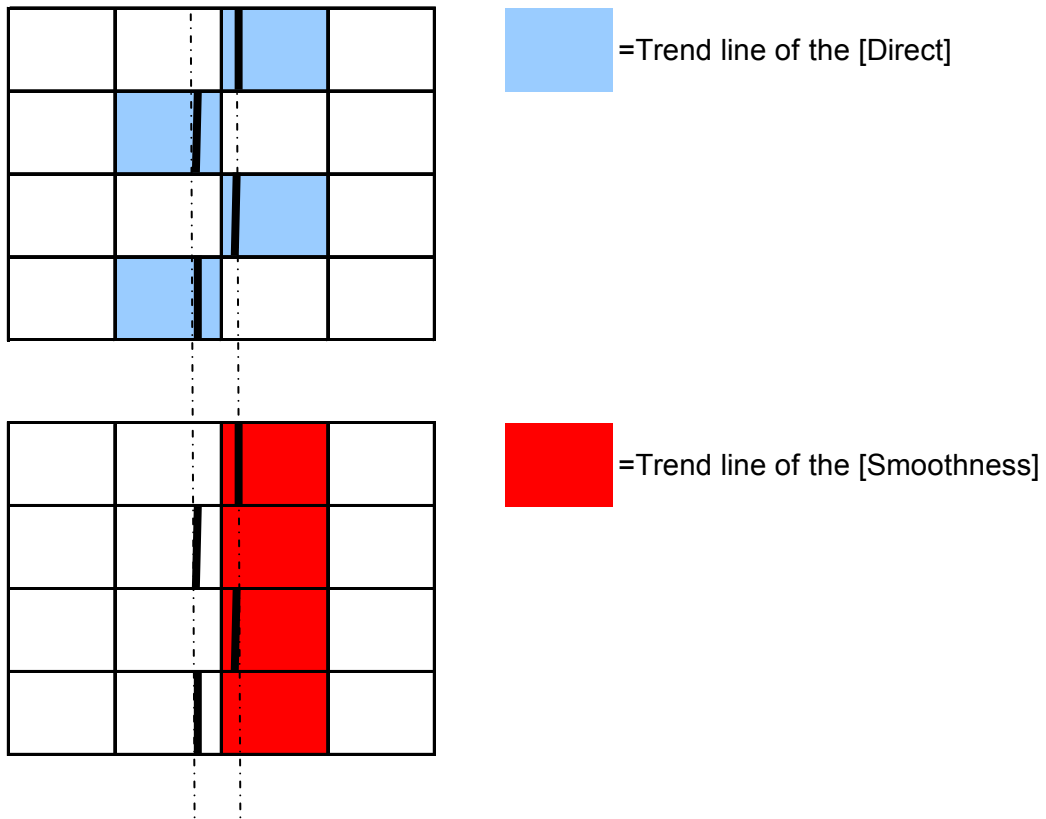 =Trend line of the [Direct]
=Trend line of the [Smoothness]